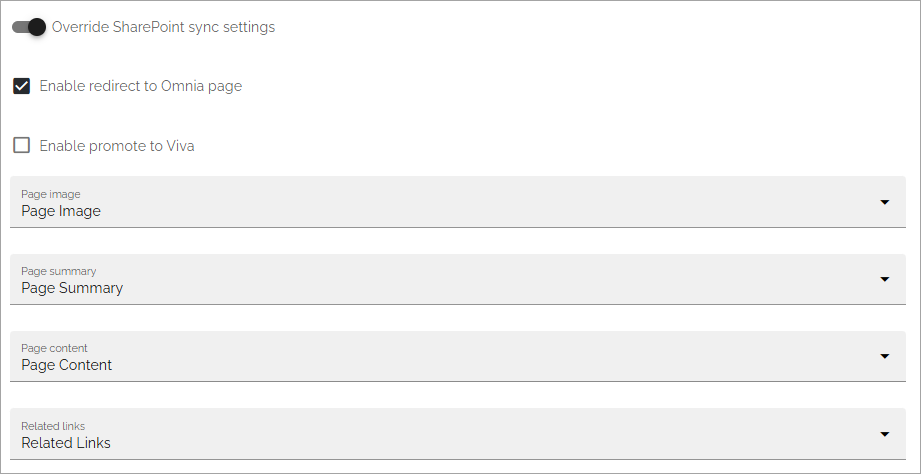 Override SharePoint sync settings
Enable redirect to Omnia page
Enable promote to Viva
Page image
Page Image
Page summary
Page Summary
Page content
Page Content
Related links
Related Links